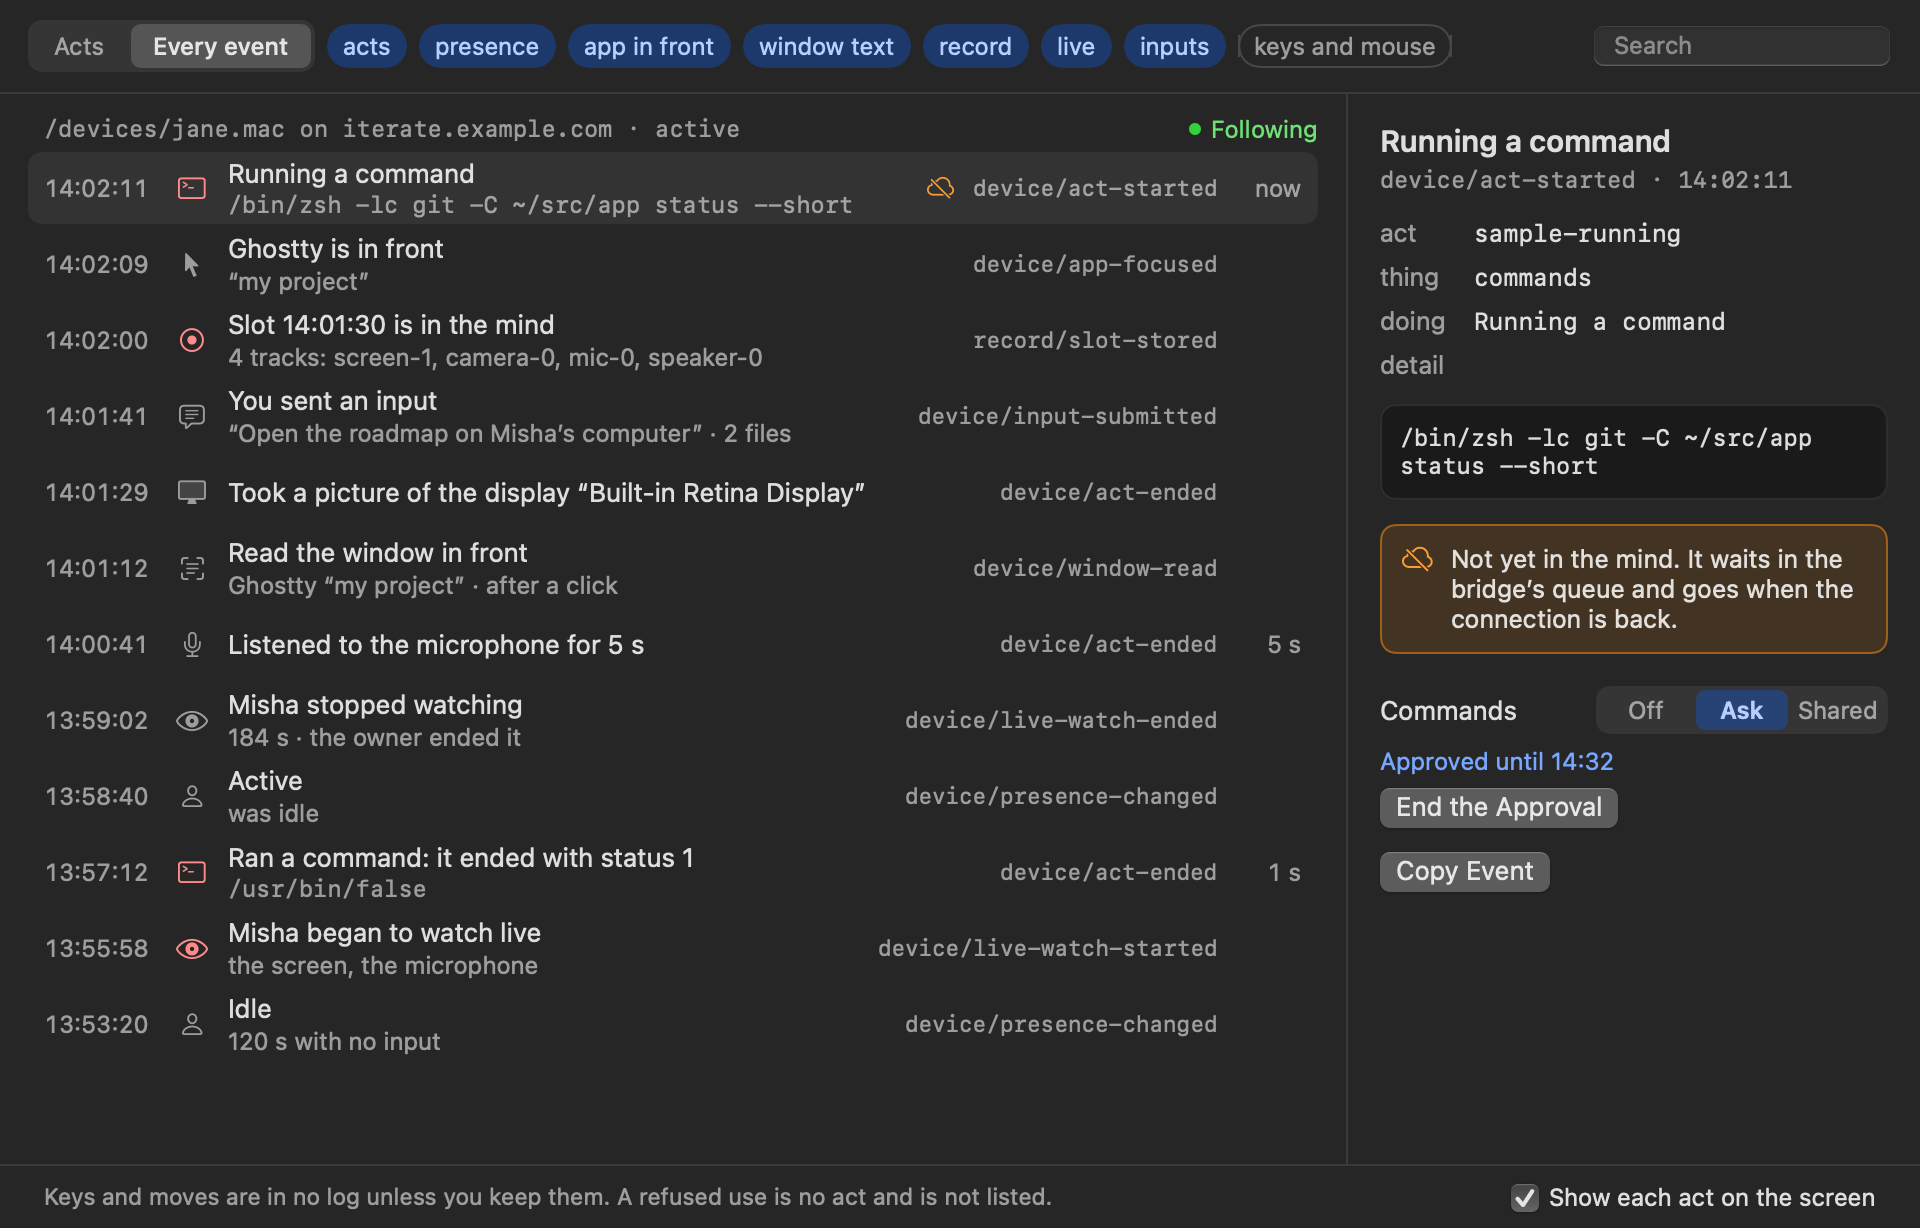 Acts Every event acts presence app in front window text record live inputs keys and mouse Search
/devices/jane.mac on iterate.example.com · active Following
14:02:11 Running a command device/act-started now
/bin/zsh -lc git -C ~/src/app status --short
14:02:09 Ghostty is in front device/app-focused
“my project”
14:02:00 Slot 14:01:30 is in the mind record/slot-stored
4 tracks: screen-1, camera-0, mic-0, speaker-0
14:01:41 You sent an input device/input-submitted
“Open the roadmap on Misha’s computer” · 2 files
14:01:29 Took a picture of the display “Built-in Retina Display” device/act-ended
14:01:12 Read the window in front device/window-read
Ghostty “my project” · after a click
14:00:41 Listened to the microphone for 5 s device/act-ended 5 s
13:59:02 Misha stopped watching device/live-watch-ended
184 s · the owner ended it
13:58:40 Active device/presence-changed
was idle
13:57:12 Ran a command: it ended with status 1 device/act-ended 1 s
/usr/bin/false
13:55:58 Misha began to watch live device/live-watch-started
the screen, the microphone
13:53:20 Idle device/presence-changed
120 s with no input
Running a command
device/act-started · 14:02:11
act sample-running
thing commands
doing Running a command
detail
/bin/zsh -lc git -C ~/src/app
status --short
Not yet in the mind. It waits in the
bridge’s queue and goes when the
connection is back.
Commands Off Ask Shared
Approved until 14:32
End the Approval
Copy Event
Keys and moves are in no log unless you keep them. A refused use is no act and is not listed. Show each act on the screen